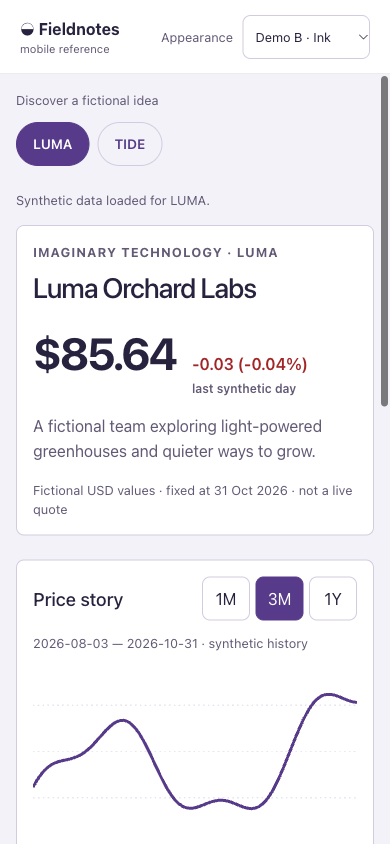 Fieldnotes
mobile reference
Appearance
Demo B · Ink
Discover a fictional idea
LUMA
TIDE
Synthetic data loaded for LUMA.
IMAGINARY TECHNOLOGY · LUMA
Luma Orchard Labs
$85.64
-0.03 (-0.04%)
last synthetic day
A fictional team exploring light-powered
greenhouses and quieter ways to grow.
Fictional USD values · fixed at 31 Oct 2026 · not a live
quote
Price story
1M
3M
1Y
2026-08-03 — 2026-10-31 · synthetic history